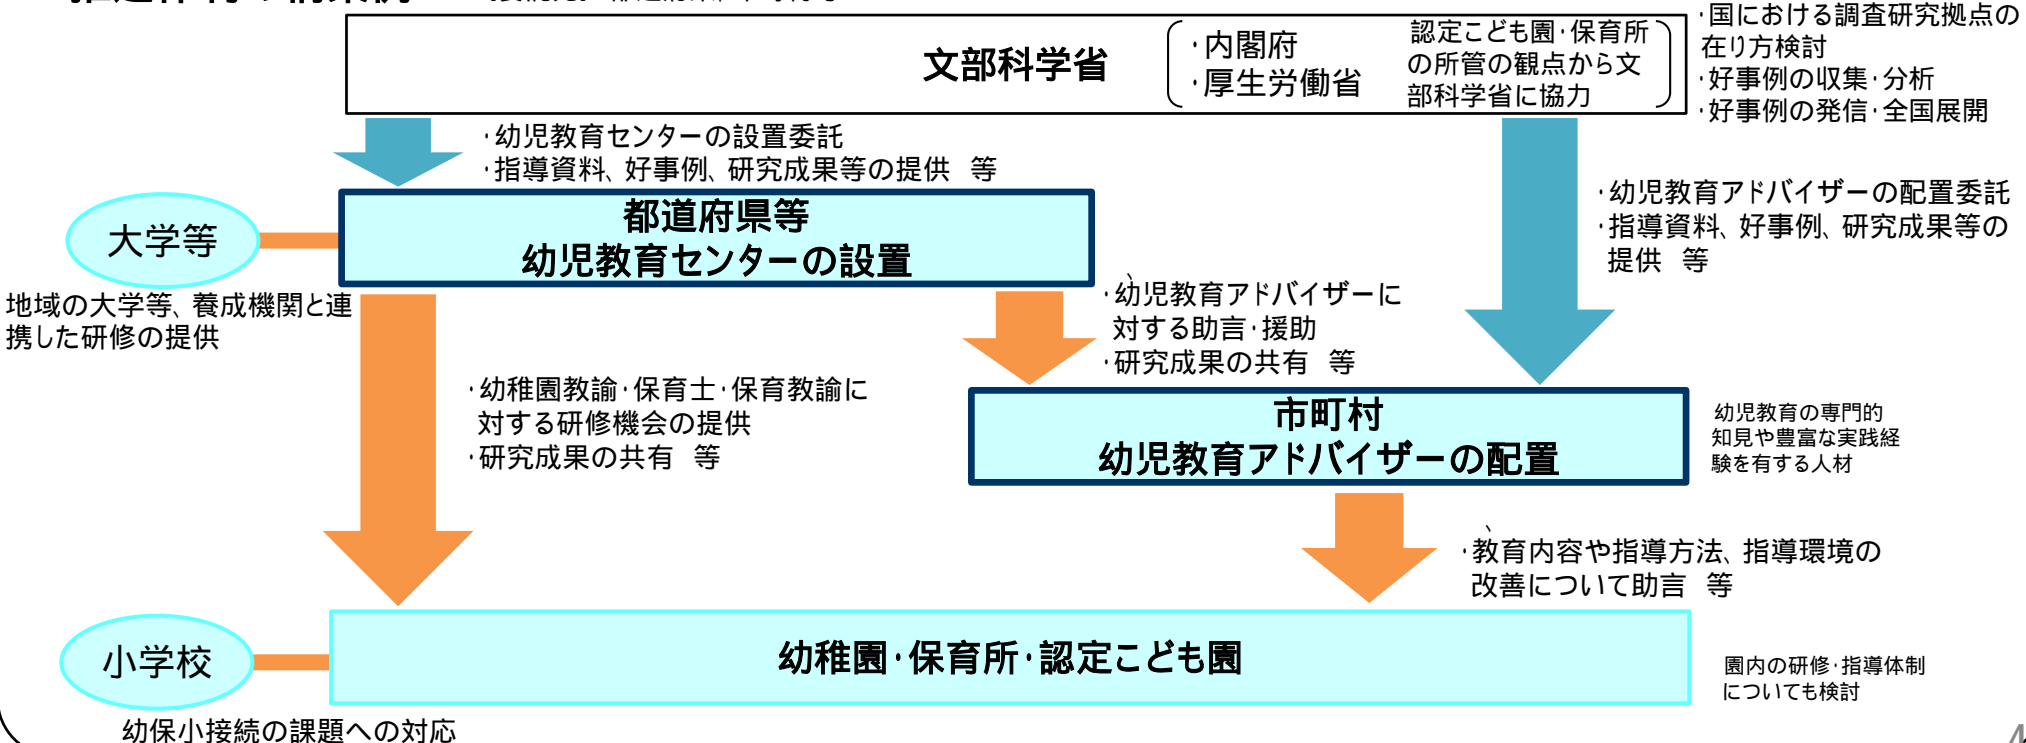 文部科学省
・内閣府
・厚生労働省
認定こども園・保育所
の所管の観点から文
部科学省に協力
・国における調査研究拠点の
在り方検討
・好事例の収集・分析
・好事例の発信・全国展開
・幼児教育センターの設置委託
・指導資料、好事例、研究成果等の提供　等
・幼児教育アドバイザーの配置委託
・指導資料、好事例、研究成果等の
提供　等
大学等
都道府県等
幼児教育センターの設置
地域の大学等、養成機関と連
携した研修の提供
・幼児教育アドバイザーに
対する助言・援助
・研究成果の共有　等
・幼稚園教諭・保育士・保育教諭に
対する研修機会の提供
・研究成果の共有　等
市町村
幼児教育アドバイザーの配置
幼児教育の専門的
知見や豊富な実践経
験を有する人材
・教育内容や指導方法、指導環境の
改善について助言　等
小学校
幼稚園・保育所・認定こども園
園内の研修・指導体制
についても検討
幼保小接続の課題への対応